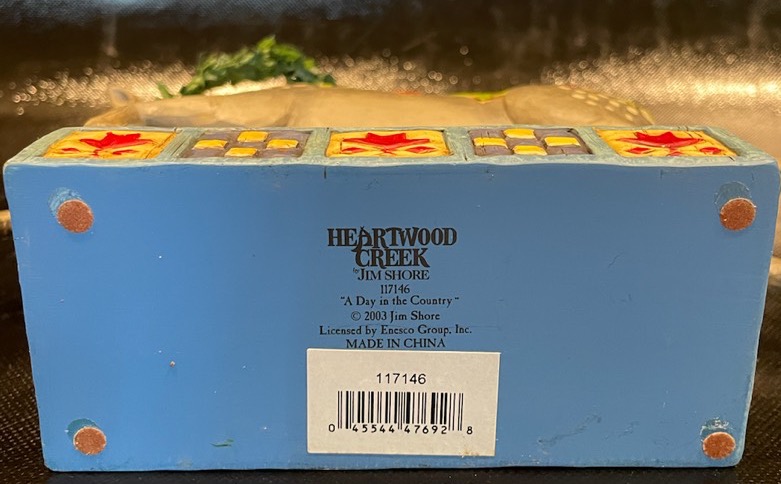 HEARTWOOD
CREEK
by JIM SHORE
117146
"A Day in the Country"
© 2003 Jim Shore
Licensed by Enesco Group, Inc.
MADE IN CHINA
117146
0 45544 47692 8